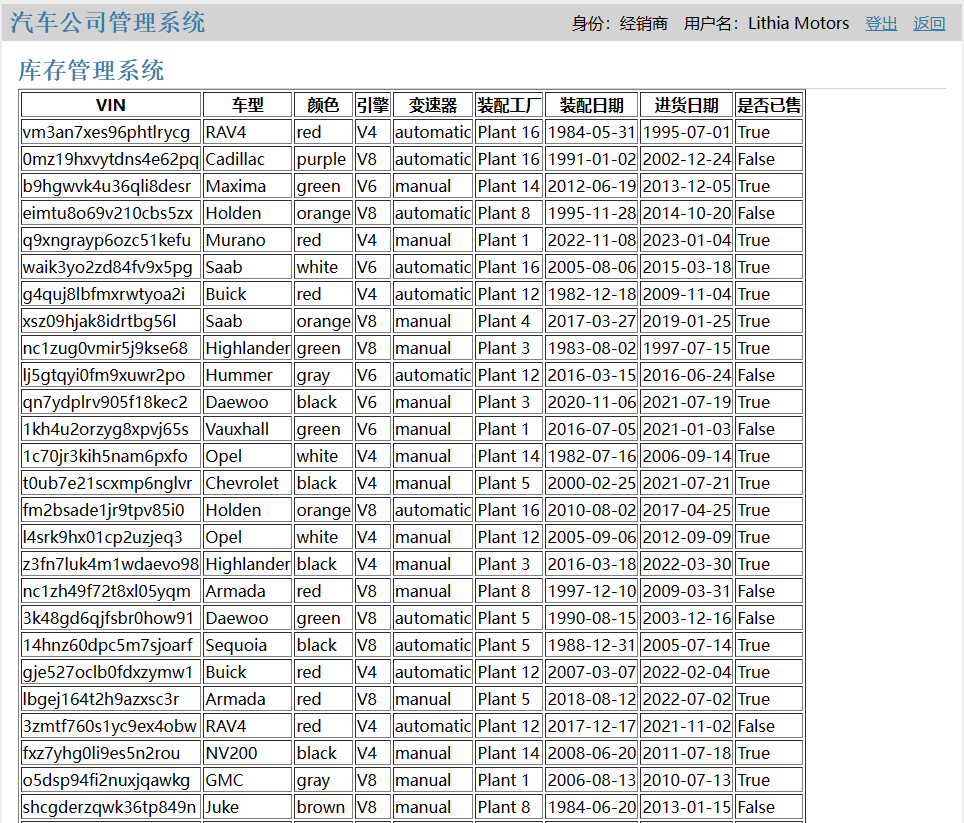 汽车公司管理系统 身份：经销商 用户名：Lithia Motors 登出 返回
库存管理系统
VIN 车型 颜色 引擎 变速器 装配工厂 装配日期 进货日期 是否已售
vm3an7xes96phtlrycg RAV4 red V4 automatic Plant 16 1984-05-31 1995-07-01 True
0mz19hxvytdns4e62pq Cadillac purple V8 automatic Plant 16 1991-01-02 2002-12-24 False
b9hgwvk4u36qli8desr Maxima green V6 manual Plant 14 2012-06-19 2013-12-05 True
eimtu8o69v210cbs5zx Holden orange V8 automatic Plant 8 1995-11-28 2014-10-20 False
q9xngrayp6ozc51kefu Murano red V4 manual Plant 1 2022-11-08 2023-01-04 True
waik3yo2zd84fv9x5pg Saab white V6 automatic Plant 16 2005-08-06 2015-03-18 True
g4quj8lbfmxrwtyoa2i Buick red V4 automatic Plant 12 1982-12-18 2009-11-04 True
xsz09hjak8idrtbg56l Saab orange V8 manual Plant 4 2017-03-27 2019-01-25 True
nc1zug0vmir5j9kse68 Highlander green V8 manual Plant 3 1983-08-02 1997-07-15 True
lj5gtqyi0fm9xuwr2po Hummer gray V6 automatic Plant 12 2016-03-15 2016-06-24 False
qn7ydplrv905f18kec2 Daewoo black V6 manual Plant 3 2020-11-06 2021-07-19 True
1kh4u2orzyg8xpvj65s Vauxhall green V6 manual Plant 1 2016-07-05 2021-01-03 False
1c70jr3kih5nam6pxfo Opel white V4 manual Plant 14 1982-07-16 2006-09-14 True
t0ub7e21scxmp6nglvr Chevrolet black V4 manual Plant 5 2000-02-25 2021-07-21 True
fm2bsade1jr9tpv85i0 Holden orange V8 automatic Plant 16 2010-08-02 2017-04-25 True
l4srk9hx01cp2uzjeq3 Opel white V4 manual Plant 12 2005-09-06 2012-09-09 True
z3fn7luk4m1wdaevo98 Highlander black V4 manual Plant 3 2016-03-18 2022-03-30 True
nc1zh49f72t8xl05yqm Armada red V8 manual Plant 8 1997-12-10 2009-03-31 False
3k48gd6qjfsbr0how91 Daewoo green V8 automatic Plant 5 1990-08-15 2003-12-16 False
14hnz60dpc5m7sjoarf Sequoia black V8 automatic Plant 5 1988-12-31 2005-07-14 True
gje527oclb0fdxzymw1 Buick red V4 automatic Plant 12 2007-03-07 2022-02-04 True
lbgej164t2h9azxsc3r Armada red V8 manual Plant 5 2018-08-12 2022-07-02 True
3zmtf760s1yc9ex4obw RAV4 red V4 automatic Plant 12 2017-12-17 2021-11-02 False
fxz7yhg0li9es5n2rou NV200 black V4 manual Plant 14 2008-06-20 2011-07-18 True
o5dsp94fi2nuxjqawkg GMC gray V8 manual Plant 1 2006-08-13 2010-07-13 True
shcgderzqwk36tp849n Juke brown V8 manual Plant 8 1984-06-20 2013-01-15 False